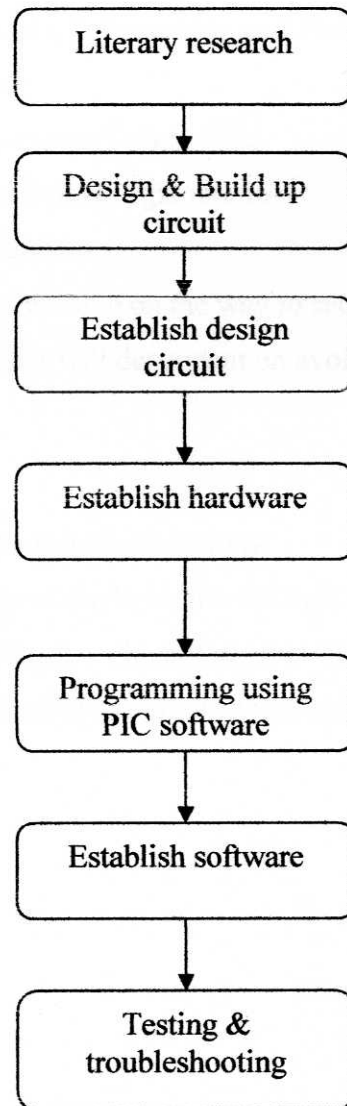 Literary research
Design & Build up
circuit
Establish design
circuit
Establish hardware
Programming using
PIC software
Establish software
Testing &
troubleshooting